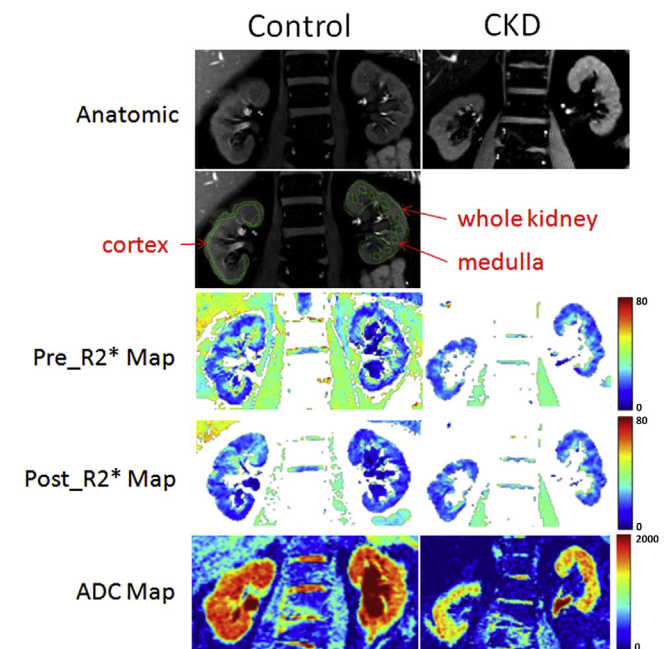 Control CKD
Anatomic
whole kidney
cortex
medulla
80
Pre_R2* Map
0
80
Post_R2* Map
0
2000
ADC Map
0